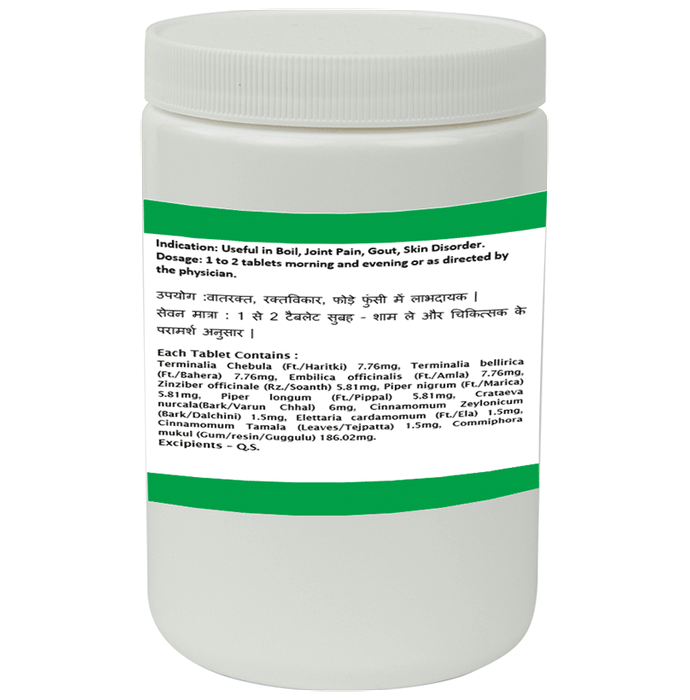 Indication: Useful in Boil, Joint Pain, Gout, Skin Disorder.
Dosage: 1 to 2 tablets morning and evening or as directed by
the physician.
उपयोग :वातरक्त, रक्तविकार, फोड़े फुंसी में लाभदायक |
सेवन मात्रा : 1 से 2 टैबलेट सुबह - शाम ले और चिकित्सक के
परामर्श अनुसार |
Each Tablet Contains :
Terminalia Chebula (Ft./Haritki) 7.76mg, Terminalia bellirica
(Ft./Bahera) 7.76mg, Embilica officinalis (Ft./Amla) 7.76mg,
Zinziber officinale (Rz./Soanth) 5.81mg, Piper nigrum (Ft./Marica)
5.81mg, Piper longum (Ft./Pippal) 5.81mg, Crataeva
nurcala(Bark/Varun Chhal) 6mg, Cinnamomum Zeylonicum
(Bark/Dalchini) 1.5mg, Elettaria cardamomum (Ft./Ela) 1.5mg,
Cinnamomum Tamala (Leaves/Tejpatta) 1.5mg, Commiphora
mukul (Gum/resin/Guggulu) 186.02mg.
Excipients - Q.S.